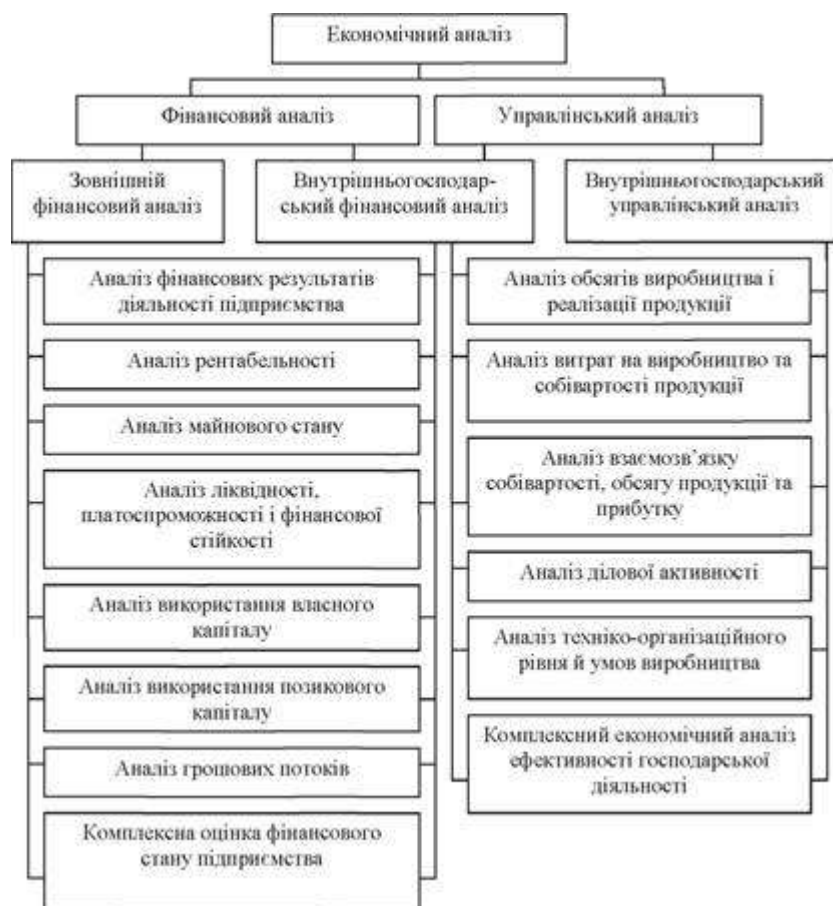 Економічний аналіз
Фінансовий аналіз
Управлінський аналіз
Зовнішній
фінансовий аналіз
Внутрішньогосподар-
ський фінансовий аналіз
Внутрішньогосподарський
управлінський аналіз
Аналіз фінансових результатів
діяльності підприємства
Аналіз рентабельності
Аналіз майнового стану
Аналіз ліквідності,
платоспроможності і фінансової
стійкості
Аналіз використання власного
капіталу
Аналіз використання позикового
капіталу
Аналіз грошових потоків
Комплексна оцінка фінансового
стану підприємства
Аналіз обсягів виробництва і
реалізації продукції
Аналіз витрат на виробництво та
собівартості продукції
Аналіз взаємозв’язку
собівартості, обсягу продукції та
прибутку
Аналіз ділової активності
Аналіз техніко-організаційного
рівня й умов виробництва
Комплексний економічний аналіз
ефективності господарської
діяльності